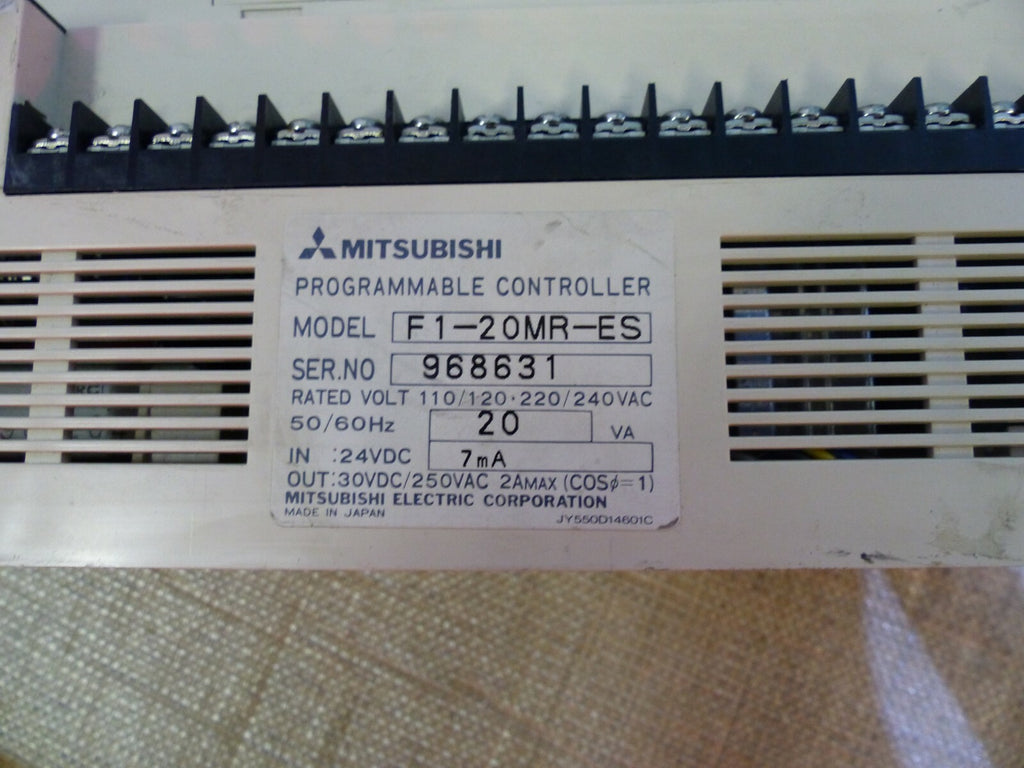 MITSUBISHI
PROGRAMMABLE CONTROLLER
MODEL F1-20MR-ES
SER.NO 968631
RATED VOLT 110/120·220/240VAC
50/60Hz 20 VA
IN :24VDC 7mA
OUT:30VDC/250VAC 2AMAX (COSφ=1)
MITSUBISHI ELECTRIC CORPORATION
MADE IN JAPAN JY550D14601C